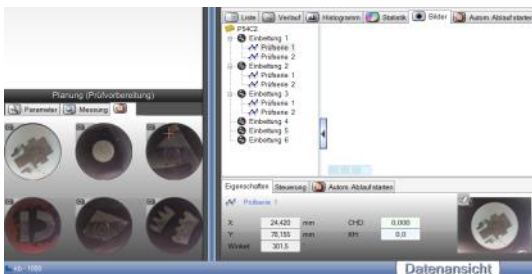 Liste Verlauf Histogramm Statistik Bilder Autom. Ablauf starten
P54C2
Einbettung 1
Prüfserie 1
Prüfserie 2
Einbettung 2
Prüfserie 1
Prüfserie 2
Einbettung 3
Prüfserie 1
Prüfserie 2
Einbettung 4
Einbettung 5
Einbettung 6
Planung (Prüfvorbereitung)
Parameter Messung
Eigenschaften Steuerung Autom. Ablauf starten
Prüfserie 1
X: 24,420 mm CHD: 0,000
Y: 78,155 mm KH: 0,0
Winkel: 301,5
Datenansicht